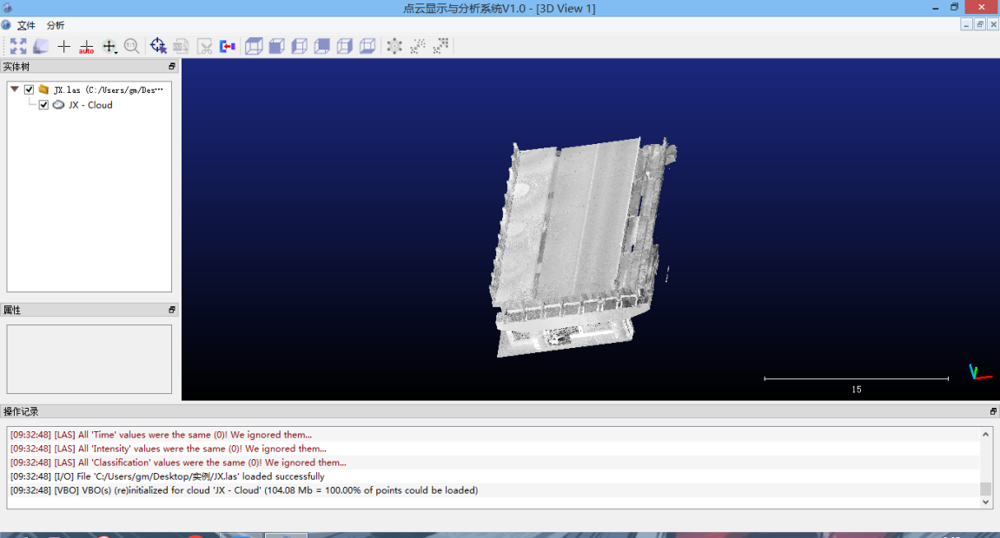 点云显示与分析系统V1.0 - [3D View 1]
文件 分析
auto
1:1
实体树
JX.las (C:/Users/gm/Des···
JX - Cloud
属性
15
操作记录
[09:32:48] [LAS] All 'Time' values were the same (0)! We ignored them...
[09:32:48] [LAS] All 'Intensity' values were the same (0)! We ignored them...
[09:32:48] [LAS] All 'Classification' values were the same (0)! We ignored them...
[09:32:48] [I/O] File 'C:/Users/gm/Desktop/实例/JX.las' loaded successfully
[09:32:48] [VBO] VBO(s) (re)initialized for cloud 'JX - Cloud' (104.08 Mb = 100.00% of points could be loaded)